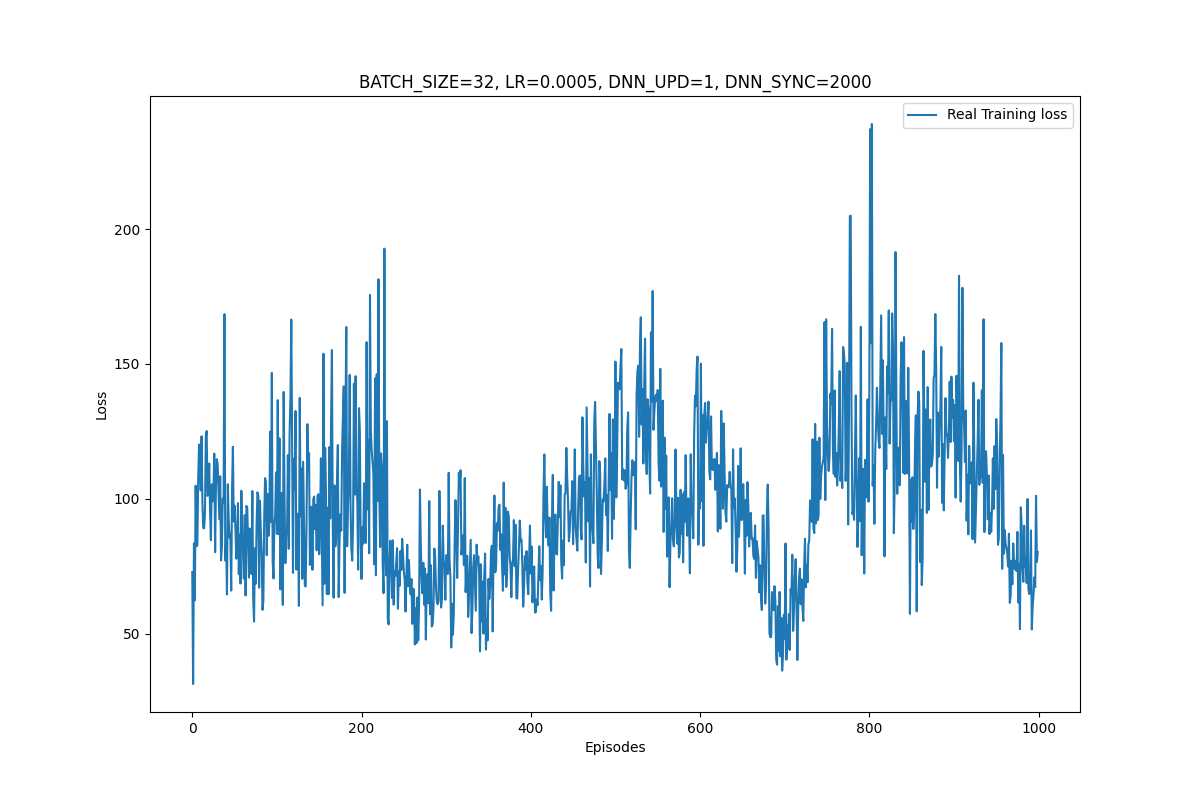 BATCH_SIZE=32, LR=0.0005, DNN_UPD=1, DNN_SYNC=2000
Real Training loss
200
150
100
50
Loss
0
200
400
600
800
1000
Episodes